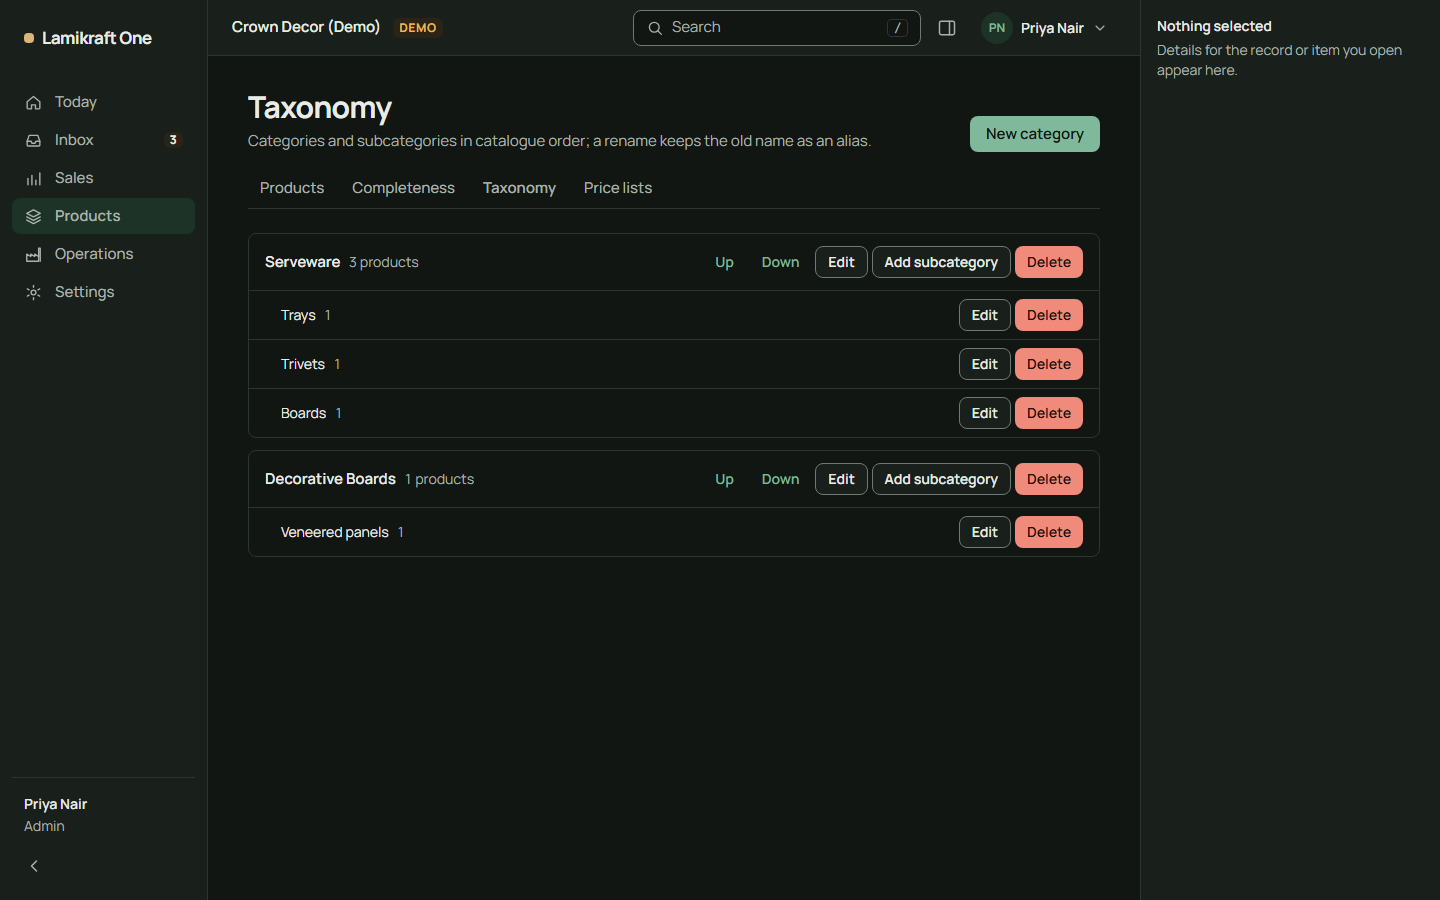 Lamikraft One
Crown Decor (Demo) DEMO
Search /
PN Priya Nair
Nothing selected
Details for the record or item you open
appear here.
Today
Inbox 3
Sales
Products
Operations
Settings
Taxonomy
Categories and subcategories in catalogue order; a rename keeps the old name as an alias.
New category
Products Completeness Taxonomy Price lists
Serveware 3 products Up Down Edit Add subcategory Delete
Trays 1 Edit Delete
Trivets 1 Edit Delete
Boards 1 Edit Delete
Decorative Boards 1 products Up Down Edit Add subcategory Delete
Veneered panels 1 Edit Delete
Priya Nair
Admin